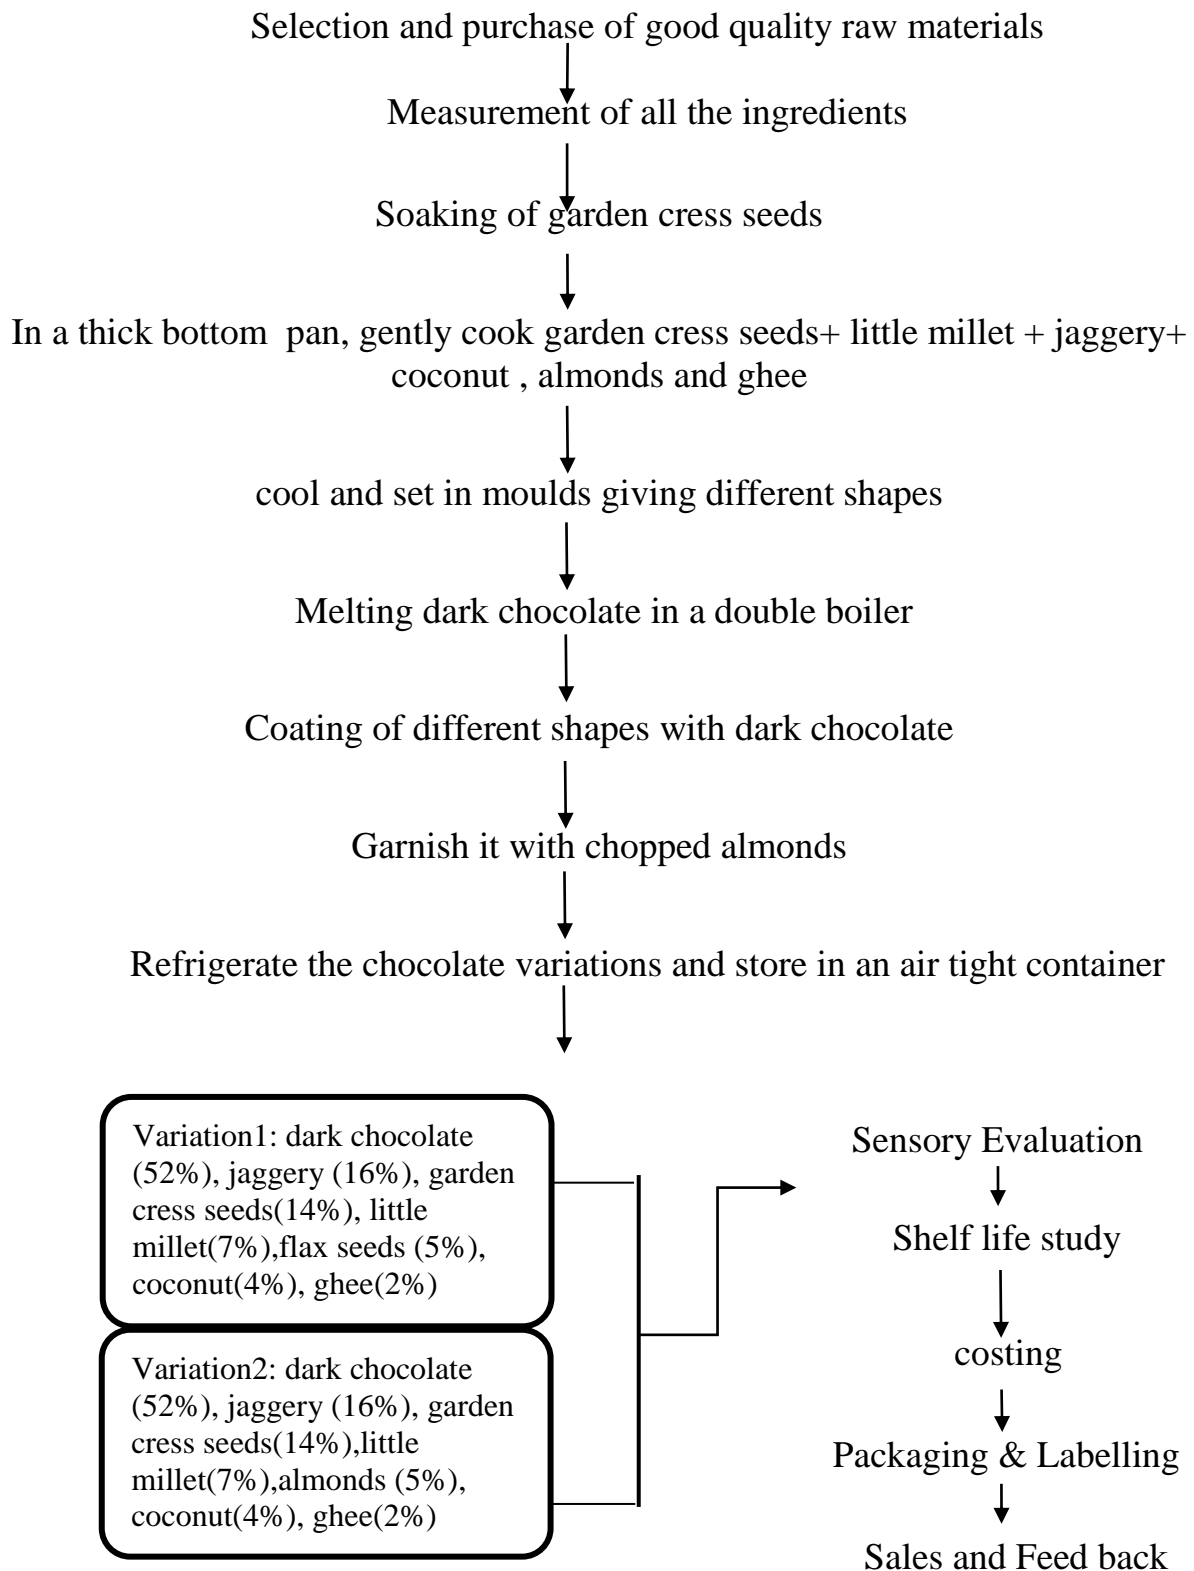 Selection and purchase of good quality raw materials
Measurement of all the ingredients
Soaking of garden cress seeds
In a thick bottom  pan, gently cook garden cress seeds+ little millet + jaggery+
coconut , almonds and ghee
cool and set in moulds giving different shapes
Melting dark chocolate in a double boiler
Coating of different shapes with dark chocolate
Garnish it with chopped almonds
Refrigerate the chocolate variations and store in an air tight container
Variation1: dark chocolate
(52%), jaggery (16%), garden
cress seeds(14%), little
millet(7%),flax seeds (5%),
coconut(4%), ghee(2%)
Variation2: dark chocolate
(52%), jaggery (16%), garden
cress seeds(14%),little
millet(7%),almonds (5%),
coconut(4%), ghee(2%)
Sensory Evaluation
Shelf life study
costing
Packaging & Labelling
Sales and Feed back